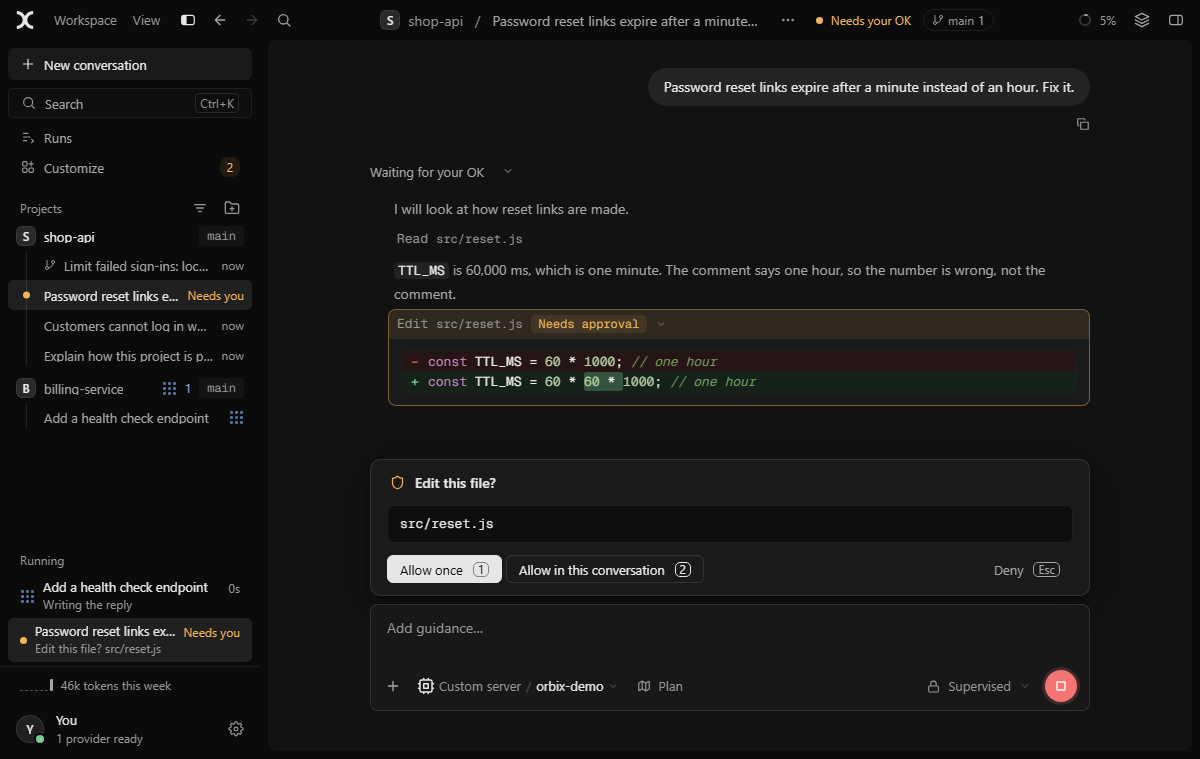 Workspace View
S shop-api / Password reset links expire after a minute... ··· Needs your OK main 1 5%
New conversation
Search Ctrl+K
Runs
Customize 2
Projects
S shop-api main
Limit failed sign-ins: loc... now
Password reset links e... Needs you
Customers cannot log in w... now
Explain how this project is p... now
B billing-service 1 main
Add a health check endpoint
Running
Add a health check endpoint 0s
Writing the reply
Password reset links ex... Needs you
Edit this file? src/reset.js
46k tokens this week
Y You
1 provider ready
Password reset links expire after a minute instead of an hour. Fix it.
Waiting for your OK
I will look at how reset links are made.
Read src/reset.js
TTL_MS is 60,000 ms, which is one minute. The comment says one hour, so the number is wrong, not the
comment.
Edit src/reset.js Needs approval
- const TTL_MS = 60 * 1000; // one hour
+ const TTL_MS = 60 * 60 * 1000; // one hour
Edit this file?
src/reset.js
Allow once 1 Allow in this conversation 2 Deny Esc
Add guidance...
+ Custom server / orbix-demo Plan Supervised